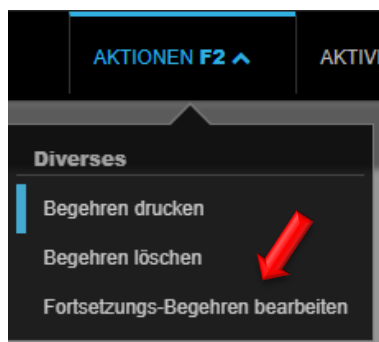 AKTIONEN F2 AKTIV
Diverses
Begehren drucken
Begehren löschen
Fortsetzungs-Begehren bearbeiten